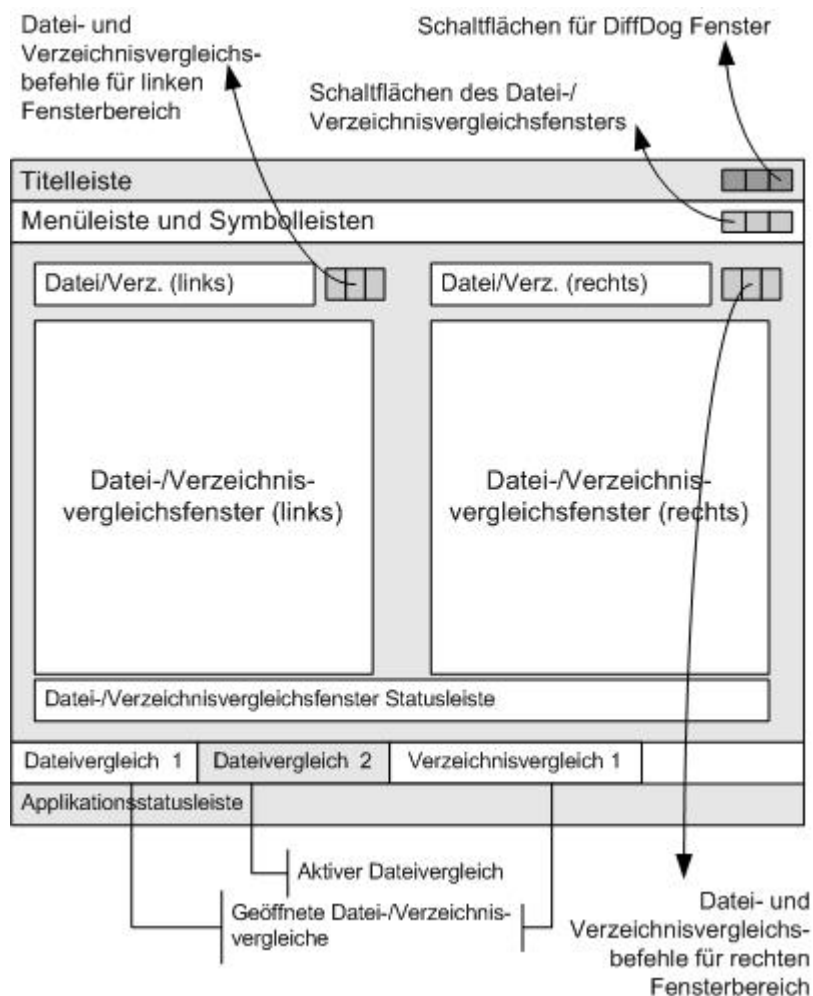 Datei- und
Verzeichnisvergleichs-
befehle für linken
Fensterbereich
Schaltflächen für DiffDog Fenster
Schaltflächen des Datei-/
Verzeichnisvergleichsfensters
Titelleiste
Menüleiste und Symbolleisten
Datei/Verz. (links)
Datei/Verz. (rechts)
Datei-/Verzeichnis-
vergleichsfenster (links)
Datei-/Verzeichnis-
vergleichsfenster (rechts)
Datei-/Verzeichnisvergleichsfenster Statusleiste
Dateivergleich 1
Dateivergleich 2
Verzeichnisvergleich 1
Applikationsstatusleiste
Aktiver Dateivergleich
Geöffnete Datei-/Verzeichnis-
vergleiche
Datei- und
Verzeichnisvergleichs-
befehle für rechten
Fensterbereich